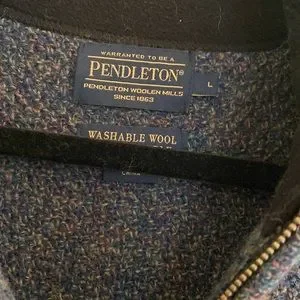 WARRANTED TO BE A
PENDLETON®
L
PENDLETON WOOLEN MILLS
SINCE 1863
WASHABLE WOOL